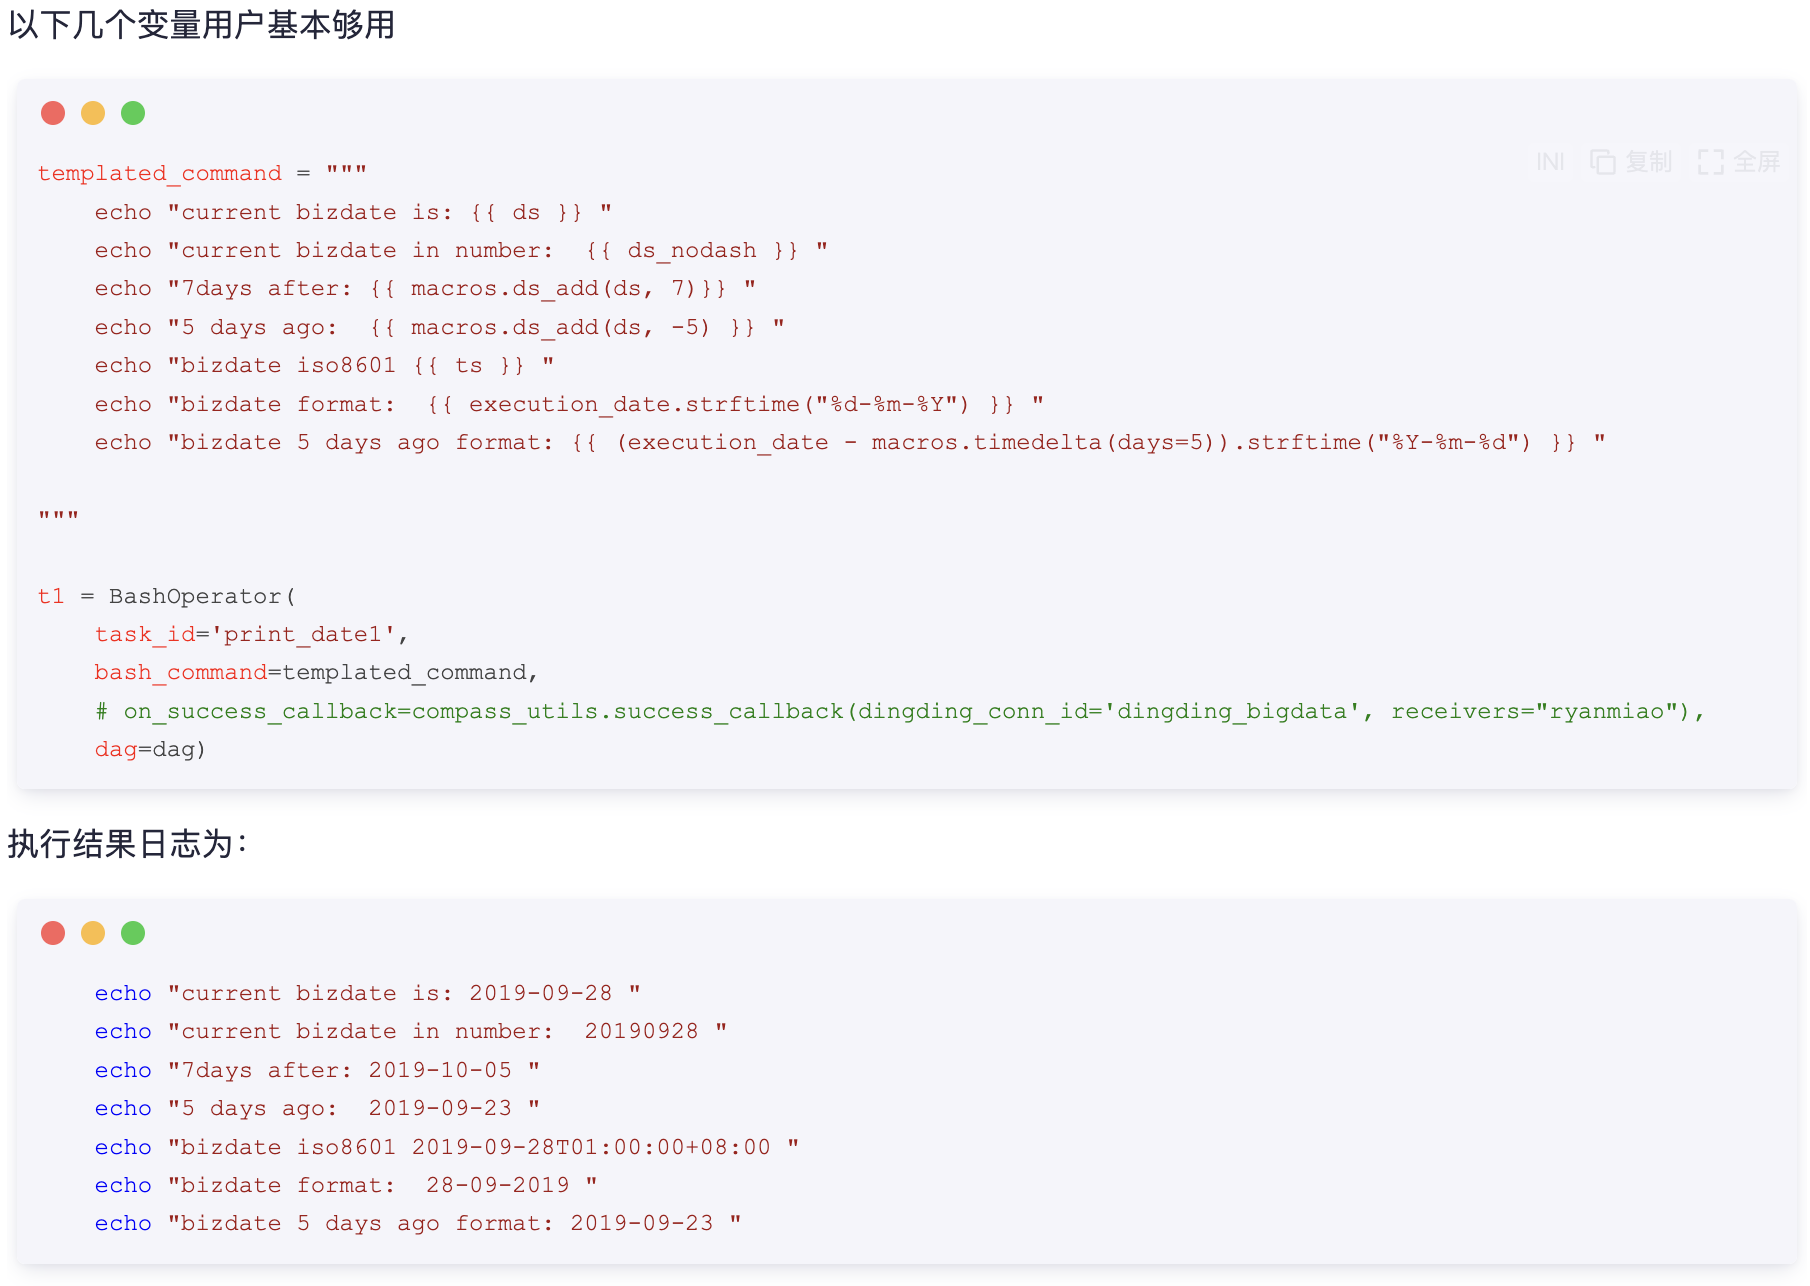 以下几个变量用户基本够用
INI 复制 全屏
templated_command = """
    echo "current bizdate is: {{ ds }} "
    echo "current bizdate in number:  {{ ds_nodash }} "
    echo "7days after: {{ macros.ds_add(ds, 7)}} "
    echo "5 days ago:  {{ macros.ds_add(ds, -5) }} "
    echo "bizdate iso8601 {{ ts }} "
    echo "bizdate format:  {{ execution_date.strftime("%d-%m-%Y") }} "
    echo "bizdate 5 days ago format: {{ (execution_date - macros.timedelta(days=5)).strftime("%Y-%m-%d") }} "
"""
t1 = BashOperator(
    task_id='print_date1',
    bash_command=templated_command,
    # on_success_callback=compass_utils.success_callback(dingding_conn_id='dingding_bigdata', receivers="ryanmiao"),
    dag=dag)
执行结果日志为：
    echo "current bizdate is: 2019-09-28 "
    echo "current bizdate in number:  20190928 "
    echo "7days after: 2019-10-05 "
    echo "5 days ago:  2019-09-23 "
    echo "bizdate iso8601 2019-09-28T01:00:00+08:00 "
    echo "bizdate format:  28-09-2019 "
    echo "bizdate 5 days ago format: 2019-09-23 "